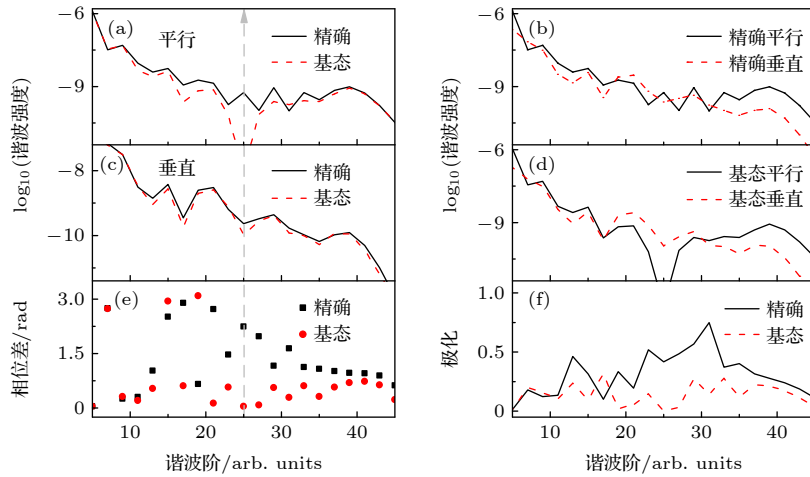 (a) 平行
精确
基态
−6
−9
log₁₀(谐波强度)
(c) 垂直
精确
基态
−8
−10
(e)
精确
基态
3.0
1.5
0
相位差/rad
10 20 30 40
谐波阶/arb. units
(b)
精确平行
精确垂直
−6
−9
log₁₀(谐波强度)
(d)
基态平行
基态垂直
−6
−9
(f)
精确
基态
1.0
0.5
0
极化
10 20 30 40
谐波阶/arb. units